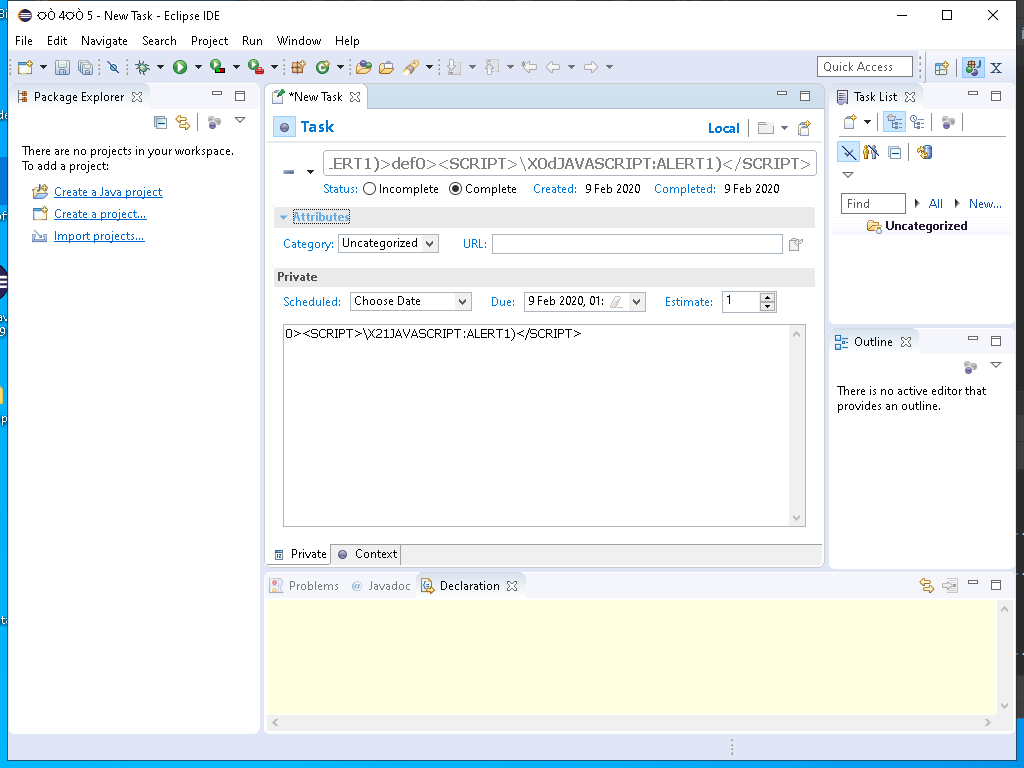 Ѻ 4Ѻ 5 - New Task - Eclipse IDE
File Edit Navigate Search Project Run Window Help
Quick Access
Package Explorer
There are no projects in your workspace.
To add a project:
Create a Java project
Create a project...
Import projects...
*New Task
Task
Local
.ERT1)>def0><SCRIPT>\X0dJAVASCRIPT:ALERT1)</SCRIPT>
Status: Incomplete Complete Created: 9 Feb 2020 Completed: 9 Feb 2020
Attributes
Category: Uncategorized URL:
Private
Scheduled: Choose Date Due: 9 Feb 2020, 01: Estimate: 1
0><SCRIPT>\X21JAVASCRIPT:ALERT1)</SCRIPT>
Private Context
Task List
Find All New...
Uncategorized
Outline
There is no active editor that
provides an outline.
Problems @ Javadoc Declaration